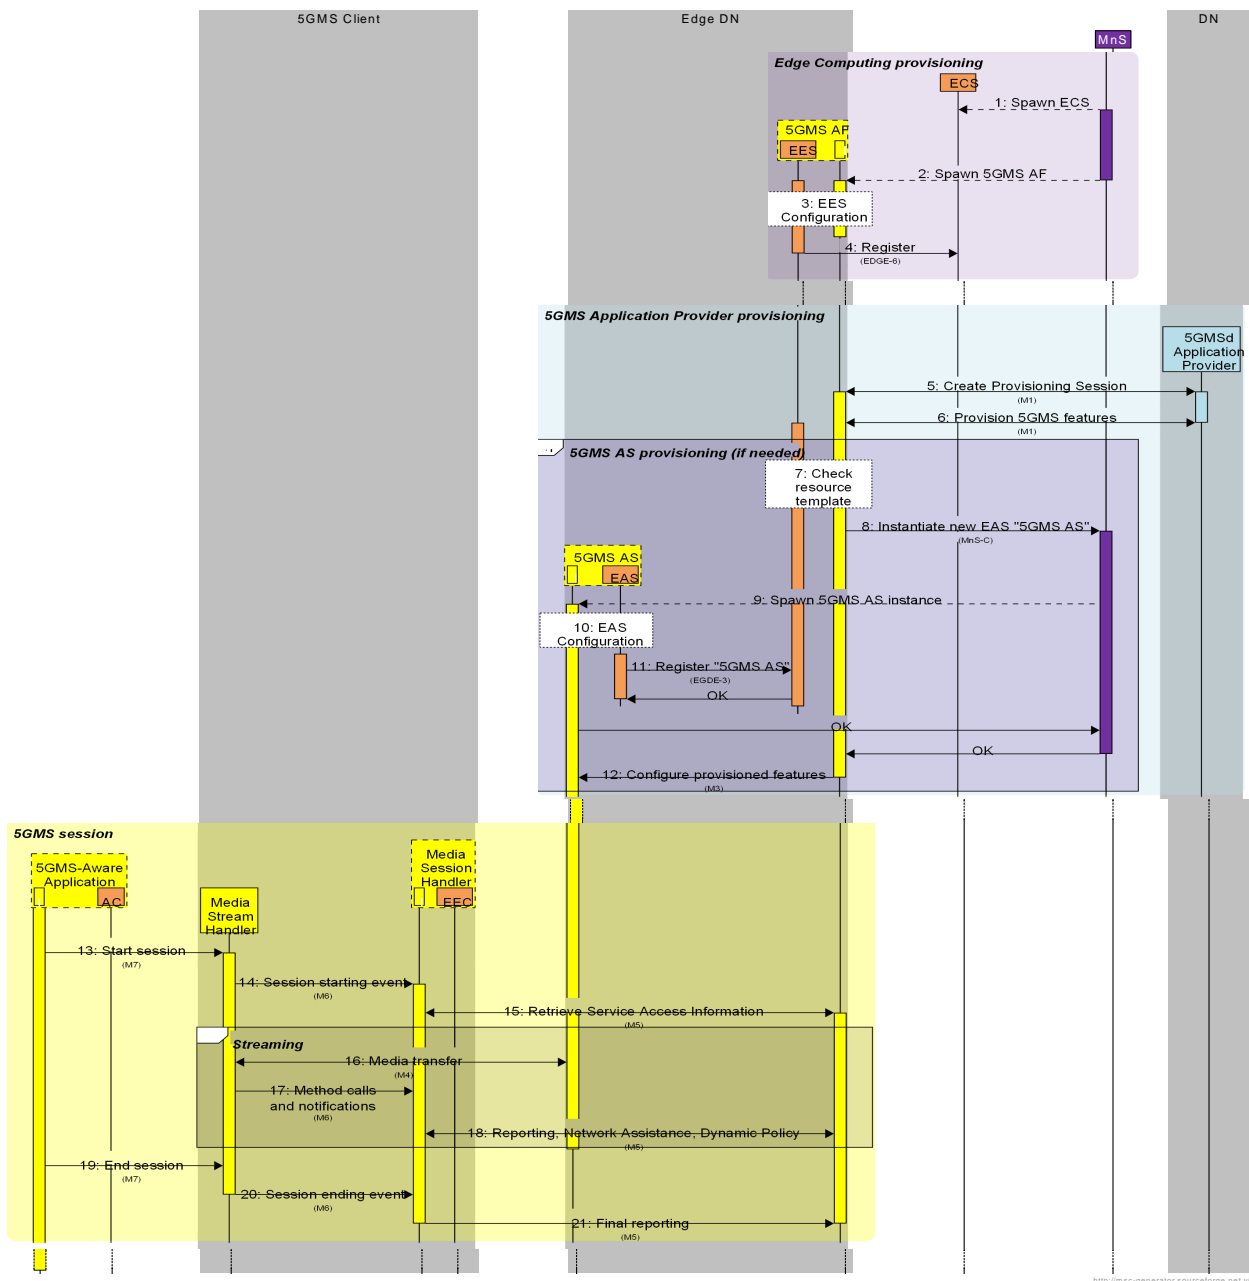 5GMS Client
Edge DN
DN
MnS
Edge Computing provisioning
ECS
1: Spawn ECS
5GMS AF
EES
2: Spawn 5GMS AF
3: EES
Configuration
4: Register
(EDGE-6)
5GMS Application Provider provisioning
5GMSd
Application
Provider
5: Create Provisioning Session
(M1)
6: Provision 5GMS features
(M1)
5GMS AS provisioning (if needed)
7: Check
resource
template
8: Instantiate new EAS "5GMS AS"
(MnS-C)
5GMS AS
EAS
9: Spawn 5GMS AS instance
10: EAS
Configuration
11: Register "5GMS AS"
(EGDE-3)
OK
OK
OK
12: Configure provisioned features
(M3)
5GMS session
5GMS-Aware
Application
AC
Media
Stream
Handler
Media
Session
Handler
EEC
13: Start session
(M7)
14: Session starting event
(M6)
15: Retrieve Service Access Information
(M5)
Streaming
16: Media transfer
(M4)
17: Method calls
and notifications
(M6)
18: Reporting, Network Assistance, Dynamic Policy
(M5)
19: End session
(M7)
20: Session ending event
(M6)
21: Final reporting
(M5)